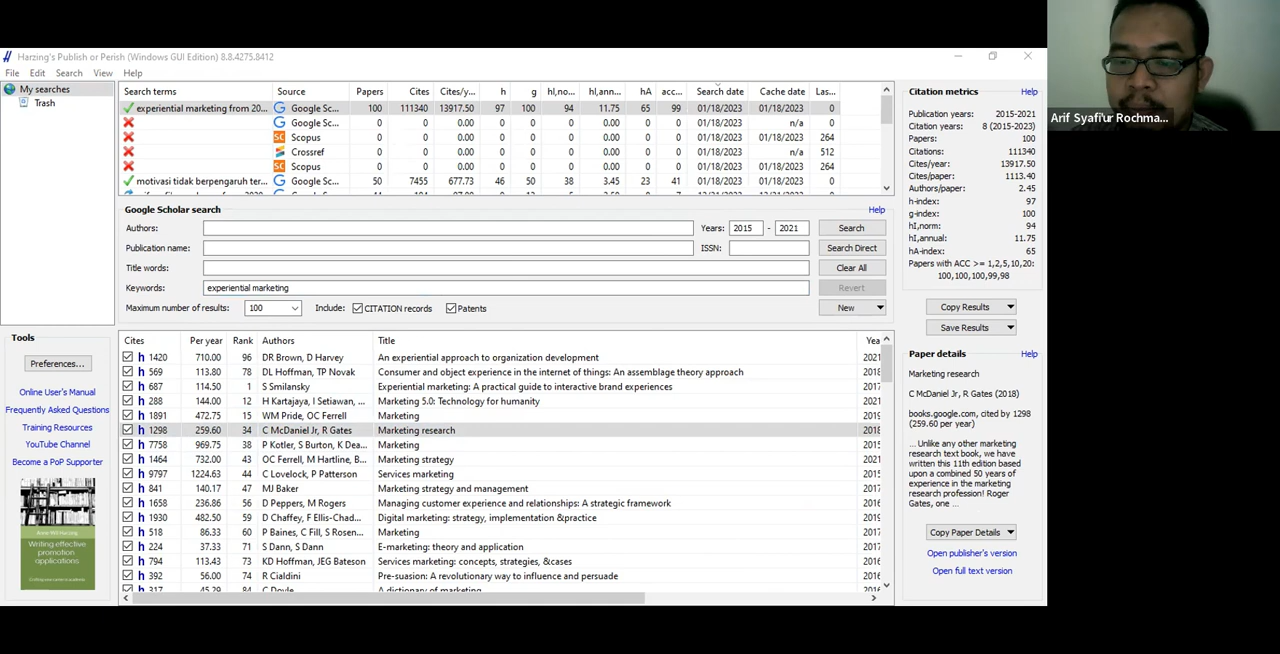 Harzing's Publish or Perish (Windows GUI Edition) 8.8.4275.8412
File Edit Search View Help
My searches
Trash
Search terms Source Papers Cites Cites/y... h g hI,no... hI,ann... hA acc... Search date Cache date Las...
experiential marketing from 20... Google Sc... 100 111340 13917.50 97 100 94 11.75 65 99 01/18/2023 01/18/2023 0
Google Sc... 0 0 0.00 0 0 0 0.00 0 0 01/18/2023 n/a 0
Scopus 0 0 0.00 0 0 0 0.00 0 0 01/18/2023 01/18/2023 264
Crossref 0 0 0.00 0 0 0 0.00 0 0 01/18/2023 n/a 512
Scopus 0 0 0.00 0 0 0 0.00 0 0 01/18/2023 01/18/2023 264
motivasi tidak berpengaruh ter... Google Sc... 50 7455 677.73 46 50 38 3.45 23 41 01/18/2023 01/18/2023 0
Google Scholar search Help
Authors: Years: 2015 - 2021 Search
Publication name: ISSN: Search Direct
Title words: Clear All
Keywords: experiential marketing Revert
Maximum number of results: 100 Include: CITATION records Patents New
Cites Per year Rank Authors Title Yea
h 1420 710.00 96 DR Brown, D Harvey An experiential approach to organization development 2021
h 569 113.80 78 DL Hoffman, TP Novak Consumer and object experience in the internet of things: An assemblage theory approach 2018
h 687 114.50 1 S Smilansky Experiential marketing: A practical guide to interactive brand experiences 2017
h 288 144.00 12 H Kartajaya, I Setiawan, ... Marketing 5.0: Technology for humanity 2021
h 1891 472.75 15 WM Pride, OC Ferrell Marketing 2019
h 1298 259.60 34 C McDaniel Jr, R Gates Marketing research 2018
h 7758 969.75 38 P Kotler, S Burton, K Dea... Marketing 2015
h 1464 732.00 43 OC Ferrell, M Hartline, B... Marketing strategy 2021
h 9797 1224.63 44 C Lovelock, P Patterson Services marketing 2015
h 841 140.17 47 MJ Baker Marketing strategy and management 2017
h 1658 236.86 56 D Peppers, M Rogers Managing customer experience and relationships: A strategic framework 2016
h 1930 482.50 59 D Chaffey, F Ellis-Chad... Digital marketing: strategy, implementation &practice 2019
h 518 86.33 60 P Baines, C Fill, S Rosen... Marketing 2017
h 224 37.33 71 S Dann, S Dann E-marketing: theory and application 2017
h 794 113.43 73 KD Hoffman, JEG Bateson Services marketing: concepts, strategies, &cases 2016
h 392 56.00 74 R Cialdini Pre-suasion: A revolutionary way to influence and persuade 2016
h 317 45.29 84 C Doyle A dictionary of marketing 2016
Tools
Preferences...
Online User's Manual
Frequently Asked Questions
Training Resources
YouTube Channel
Become a PoP Supporter
Writing effective
promotion
applications
Citation metrics Help
Publication years: 2015-2021
Citation years: 8 (2015-2023)
Papers: 100
Citations: 111340
Cites/year: 13917.50
Cites/paper: 1113.40
Authors/paper: 2.45
h-index: 97
g-index: 100
hI,norm: 94
hI,annual: 11.75
hA-index: 65
Papers with ACC >= 1,2,5,10,20:
100,100,100,99,98
Copy Results
Save Results
Paper details Help
Marketing research
C McDaniel Jr, R Gates (2018)
books.google.com, cited by 1298
(259.60 per year)
... Unlike any other marketing
research text book, we have
written this 11th edition based
upon a combined 50 years of
experience in the marketing
research profession! Roger
Gates, one ...
Copy Paper Details
Open publisher's version
Open full text version
Arif Syafi'ur Rochma...